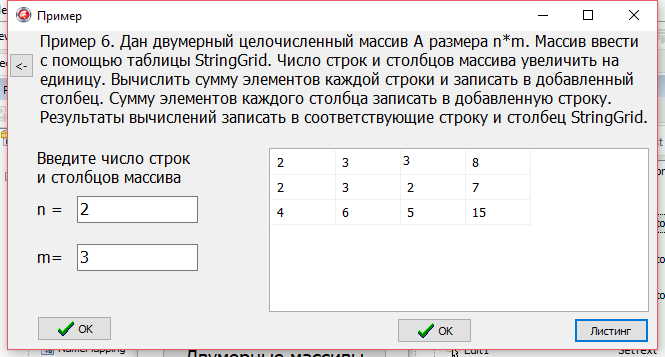 Пример
Пример 6. Дан двумерный целочисленный массив А размера n*m. Массив ввести
с помощью таблицы StringGrid. Число строк и столбцов массива увеличить на
<-
единицу. Вычислить сумму элементов каждой строки и записать в добавленный
столбец. Сумму элементов каждого столбца записать в добавленную строку.
Результаты вычислений записать в соответствующие строку и столбец StringGrid.
Введите число строк
и столбцов массива
n = 2
m= 3
2 3 3 8
2 3 2 7
4 6 5 15
OK
OK
Листинг
NameMapping
Двумерные массивы
Edit1
SetText